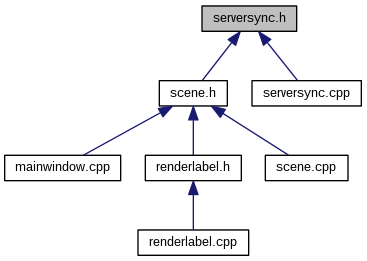 serversync.h
scene.h
serversync.cpp
mainwindow.cpp
renderlabel.h
scene.cpp
renderlabel.cpp